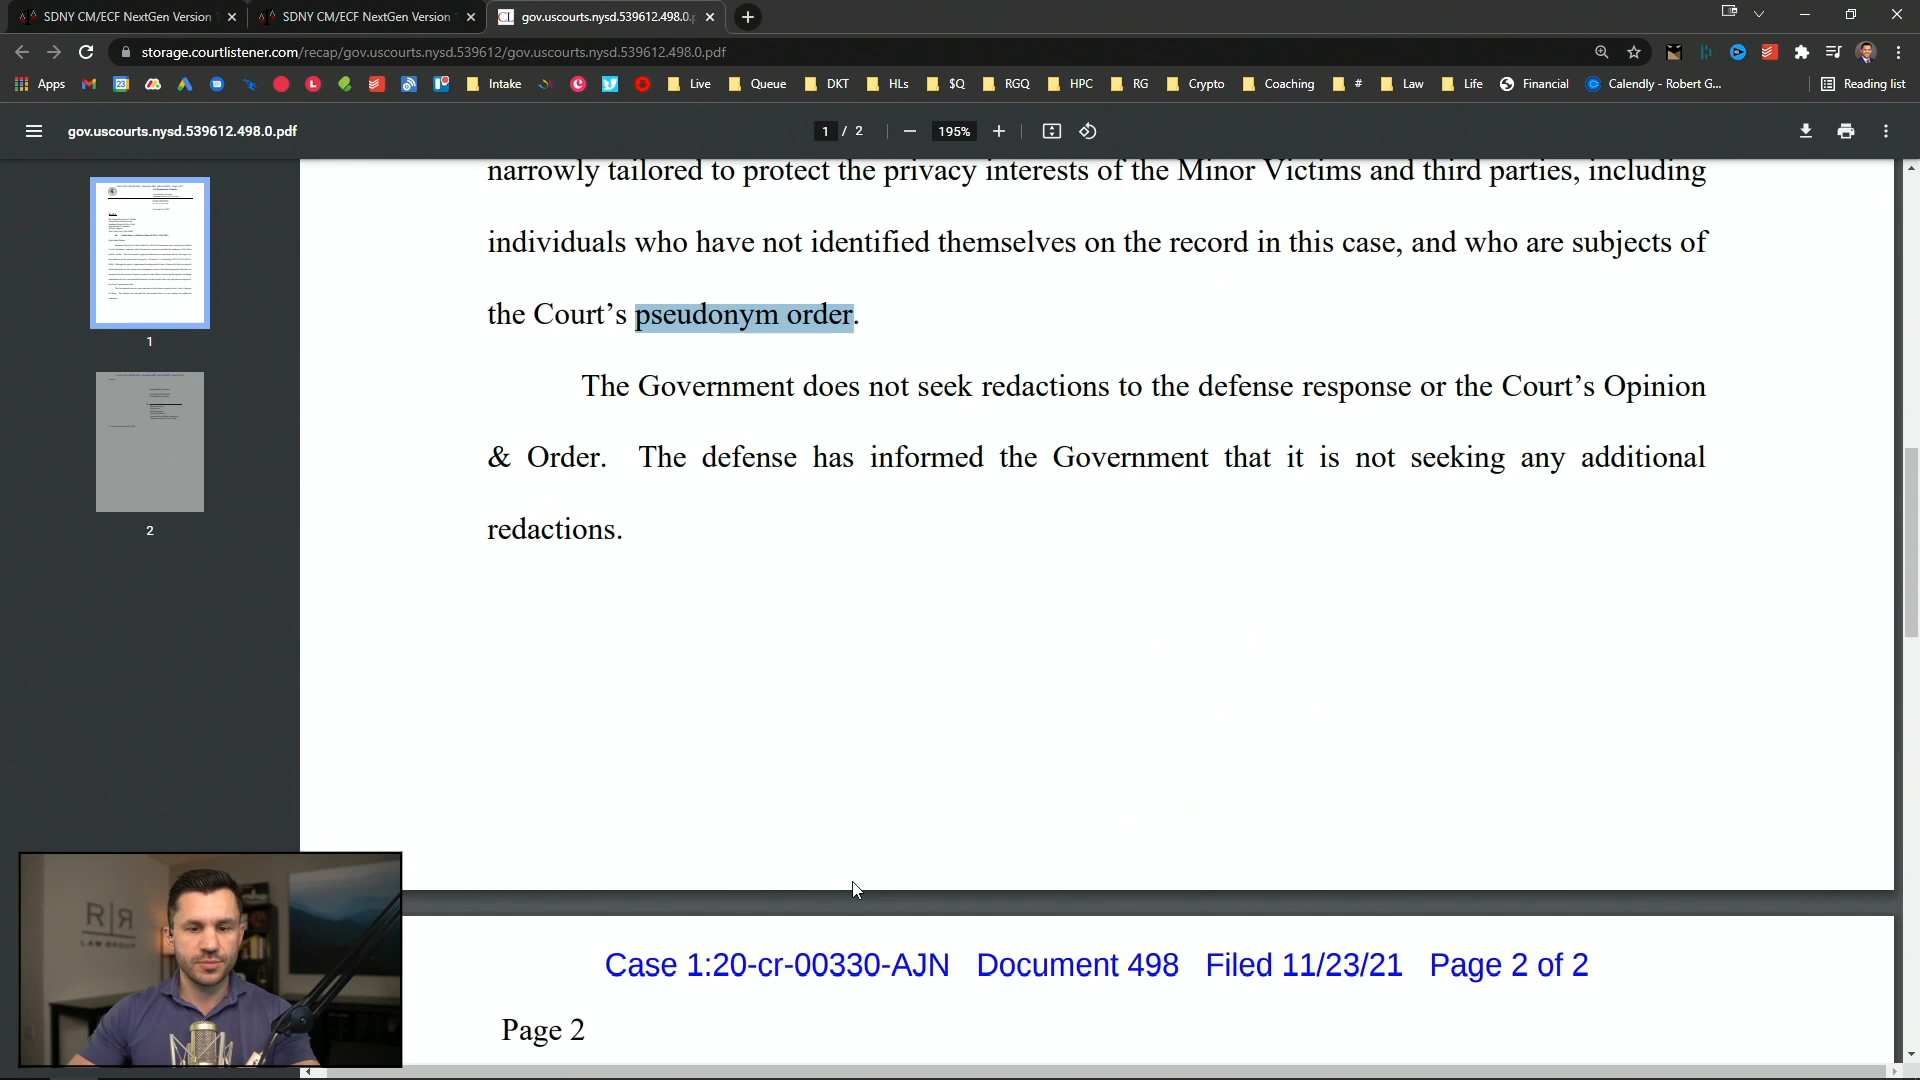 SDNY CM/ECF NextGen Version
SDNY CM/ECF NextGen Version
gov.uscourts.nysd.539612.498.0.p
storage.courtlistener.com/recap/gov.uscourts.nysd.539612/gov.uscourts.nysd.539612.498.0.pdf
Apps Intake Live Queue DKT HLs $Q RGQ HPC RG Crypto Coaching # Law Life Financial Calendly - Robert G... Reading list
gov.uscourts.nysd.539612.498.0.pdf 1 / 2 195%
narrowly tailored to protect the privacy interests of the Minor Victims and third parties, including
individuals who have not identified themselves on the record in this case, and who are subjects of
the Court’s pseudonym order.
The Government does not seek redactions to the defense response or the Court’s Opinion
& Order. The defense has informed the Government that it is not seeking any additional
redactions.
1
2
R|R
LAW GROUP
Case 1:20-cr-00330-AJN Document 498 Filed 11/23/21 Page 2 of 2
Page 2